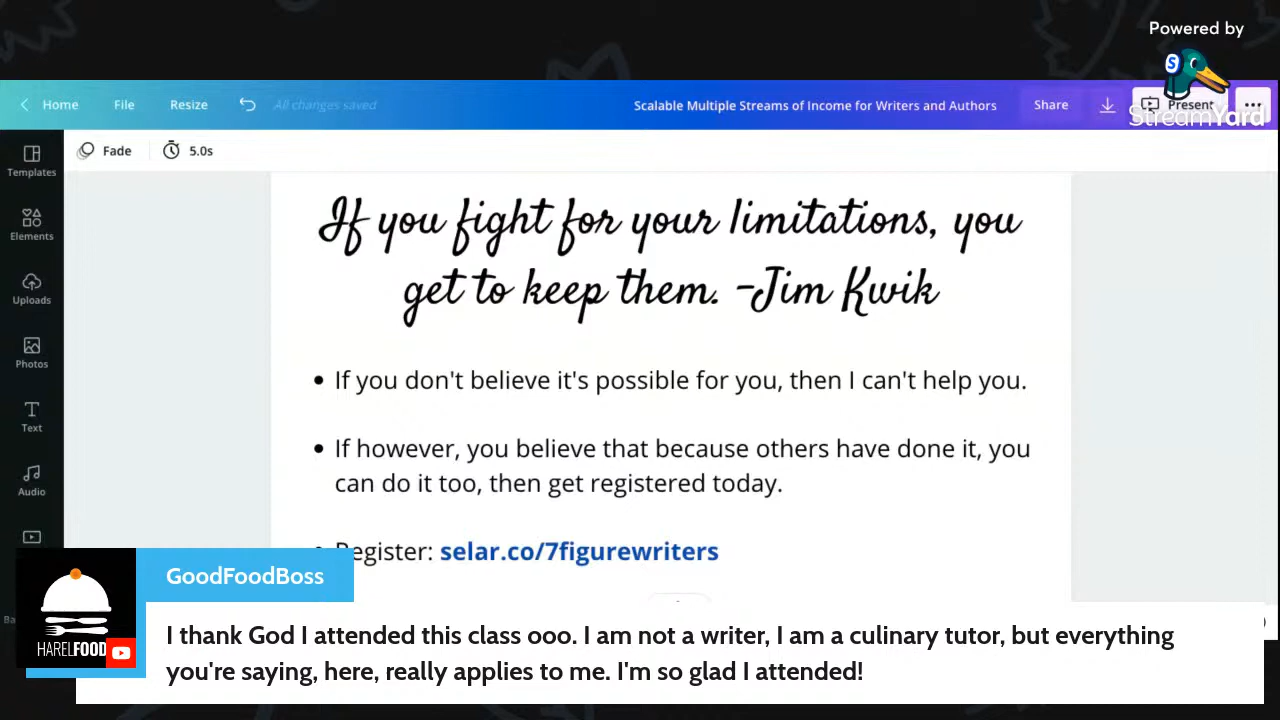 Powered by
StreamYard
Home File Resize All changes saved Scalable Multiple Streams of Income for Writers and Authors Share Present
Fade 5.0s
Templates
Elements
Uploads
Photos
Text
Audio
If you fight for your limitations, you
get to keep them. -Jim Kwik
• If you don't believe it's possible for you, then I can't help you.
• If however, you believe that because others have done it, you
can do it too, then get registered today.
• Register: selar.co/7figurewriters
HARELFOOD
GoodFoodBoss
I thank God I attended this class ooo. I am not a writer, I am a culinary tutor, but everything
you're saying, here, really applies to me. I'm so glad I attended!